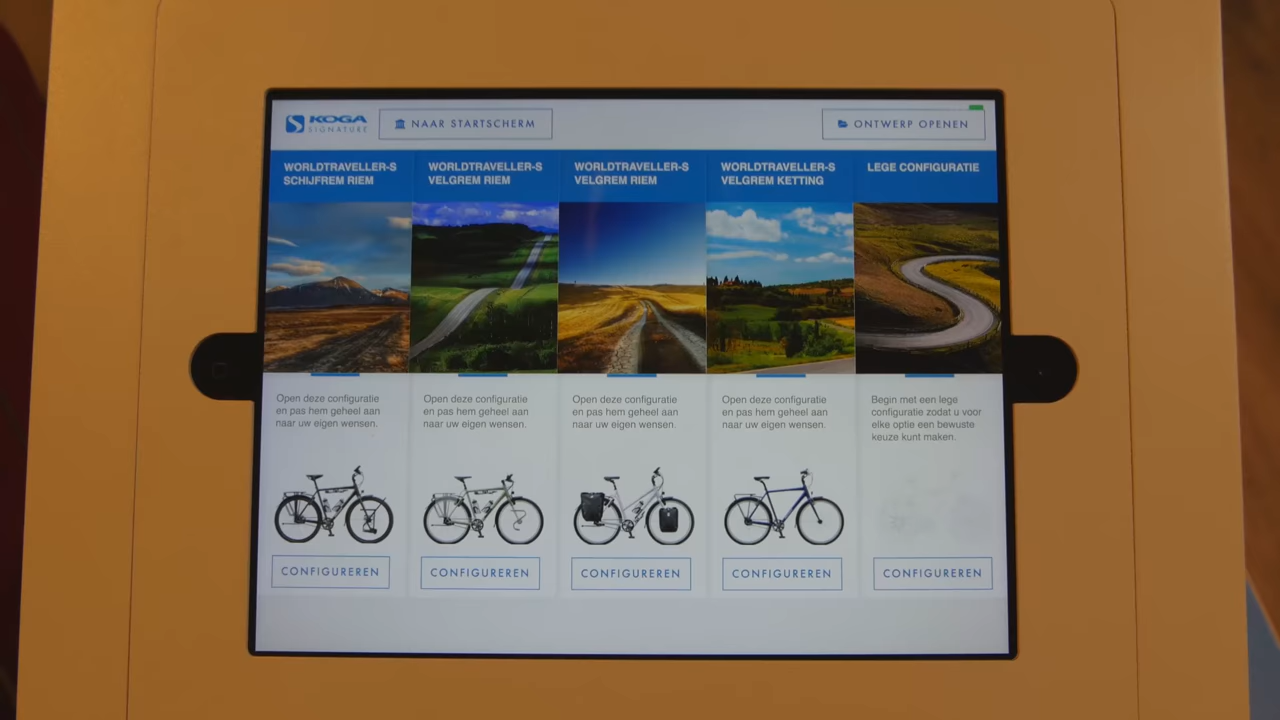 KOGA
SIGNATURE
NAAR STARTSCHERM
ONTWERP OPENEN
WORLDTRAVELLER-S
SCHIJFREM RIEM
WORLDTRAVELLER-S
VELGREM RIEM
WORLDTRAVELLER-S
VELGREM RIEM
WORLDTRAVELLER-S
VELGREM KETTING
LEGE CONFIGURATIE
Open deze configuratie
en pas hem geheel aan
naar uw eigen wensen.
Open deze configuratie
en pas hem geheel aan
naar uw eigen wensen.
Open deze configuratie
en pas hem geheel aan
naar uw eigen wensen.
Open deze configuratie
en pas hem geheel aan
naar uw eigen wensen.
Begin met een lege
configuratie zodat u voor
elke optie een bewuste
keuze kunt maken.
CONFIGUREREN
CONFIGUREREN
CONFIGUREREN
CONFIGUREREN
CONFIGUREREN